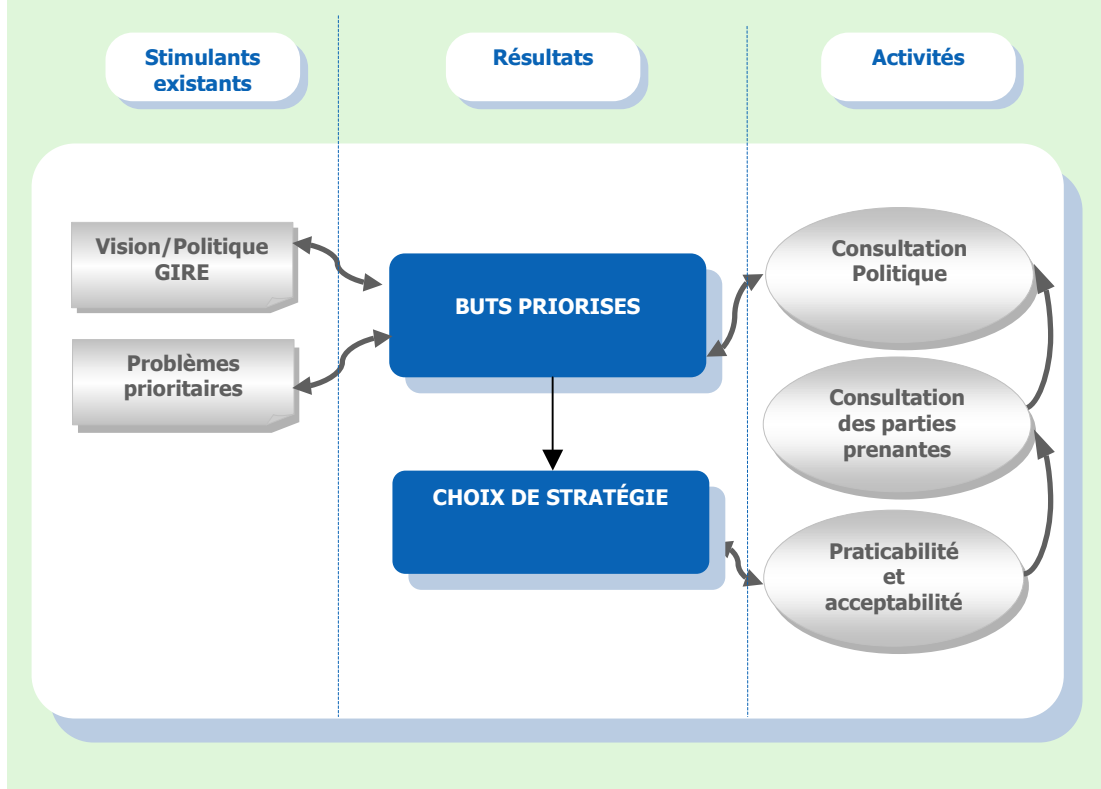 Stimulants
existants
Résultats
Activités
Vision/Politique
GIRE
Problèmes
prioritaires
BUTS PRIORISES
CHOIX DE STRATÉGIE
Consultation
Politique
Consultation
des parties
prenantes
Praticabilité
et
acceptabilité